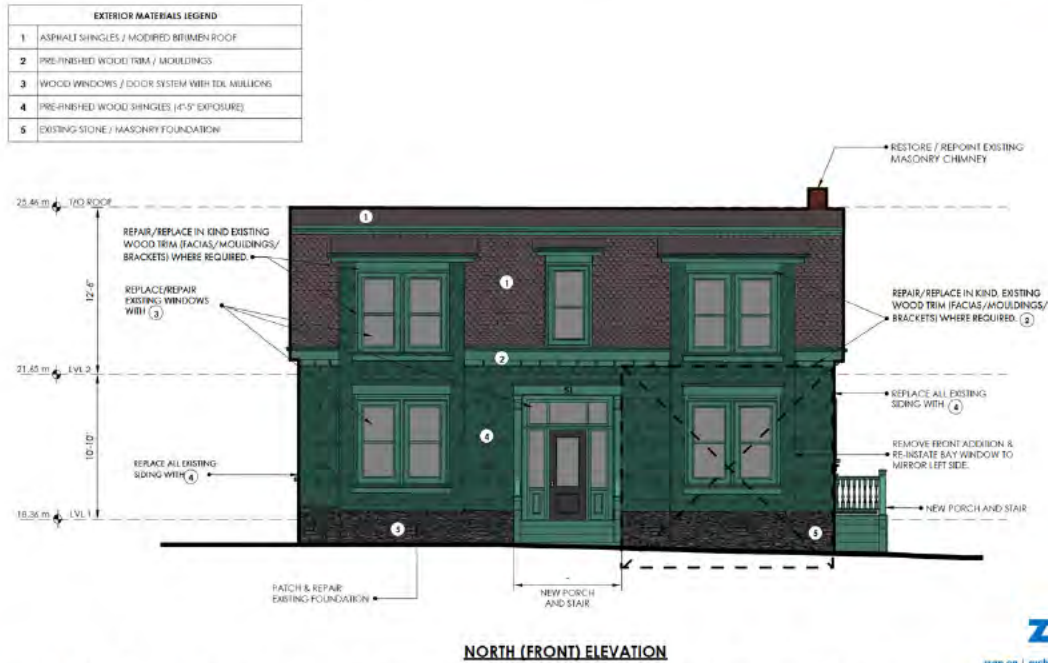 EXTERIOR MATERIALS LEGEND
1 ASPHALT SHINGLES / MODIFIED BITUMEN ROOF
2 PRE-FINISHED WOOD TRIM / MOULDINGS
3 WOOD WINDOWS / DOOR SYSTEM WITH TDL MULLIONS
4 PRE-FINISHED WOOD SHINGLES (4"-5" EXPOSURE)
5 EXISTING STONE / MASONRY FOUNDATION
RESTORE / REPOINT EXISTING
MASONRY CHIMNEY
25.46 m T/O ROOF
1
REPAIR/REPLACE IN KIND EXISTING
WOOD TRIM (FACIAS/MOULDINGS/
BRACKETS) WHERE REQUIRED.
12'-6"
1
REPLACE/REPAIR
EXISTING WINDOWS
WITH 3
REPAIR/REPLACE IN KIND, EXISTING
WOOD TRIM (FACIAS/MOULDINGS/
BRACKETS) WHERE REQUIRED. 2
2
21.65 m LVL 2
51
REPLACE ALL EXISTING
SIDING WITH 4
4
10'-10"
REMOVE FRONT ADDITION &
RE-INSTATE BAY WINDOW TO
MIRROR LEFT SIDE.
REPLACE ALL EXISTING
SIDING WITH 4
NEW PORCH AND STAIR
18.36 m LVL 1
5
5
PATCH & REPAIR
EXISTING FOUNDATION
NEW PORCH
AND STAIR
NORTH (FRONT) ELEVATION